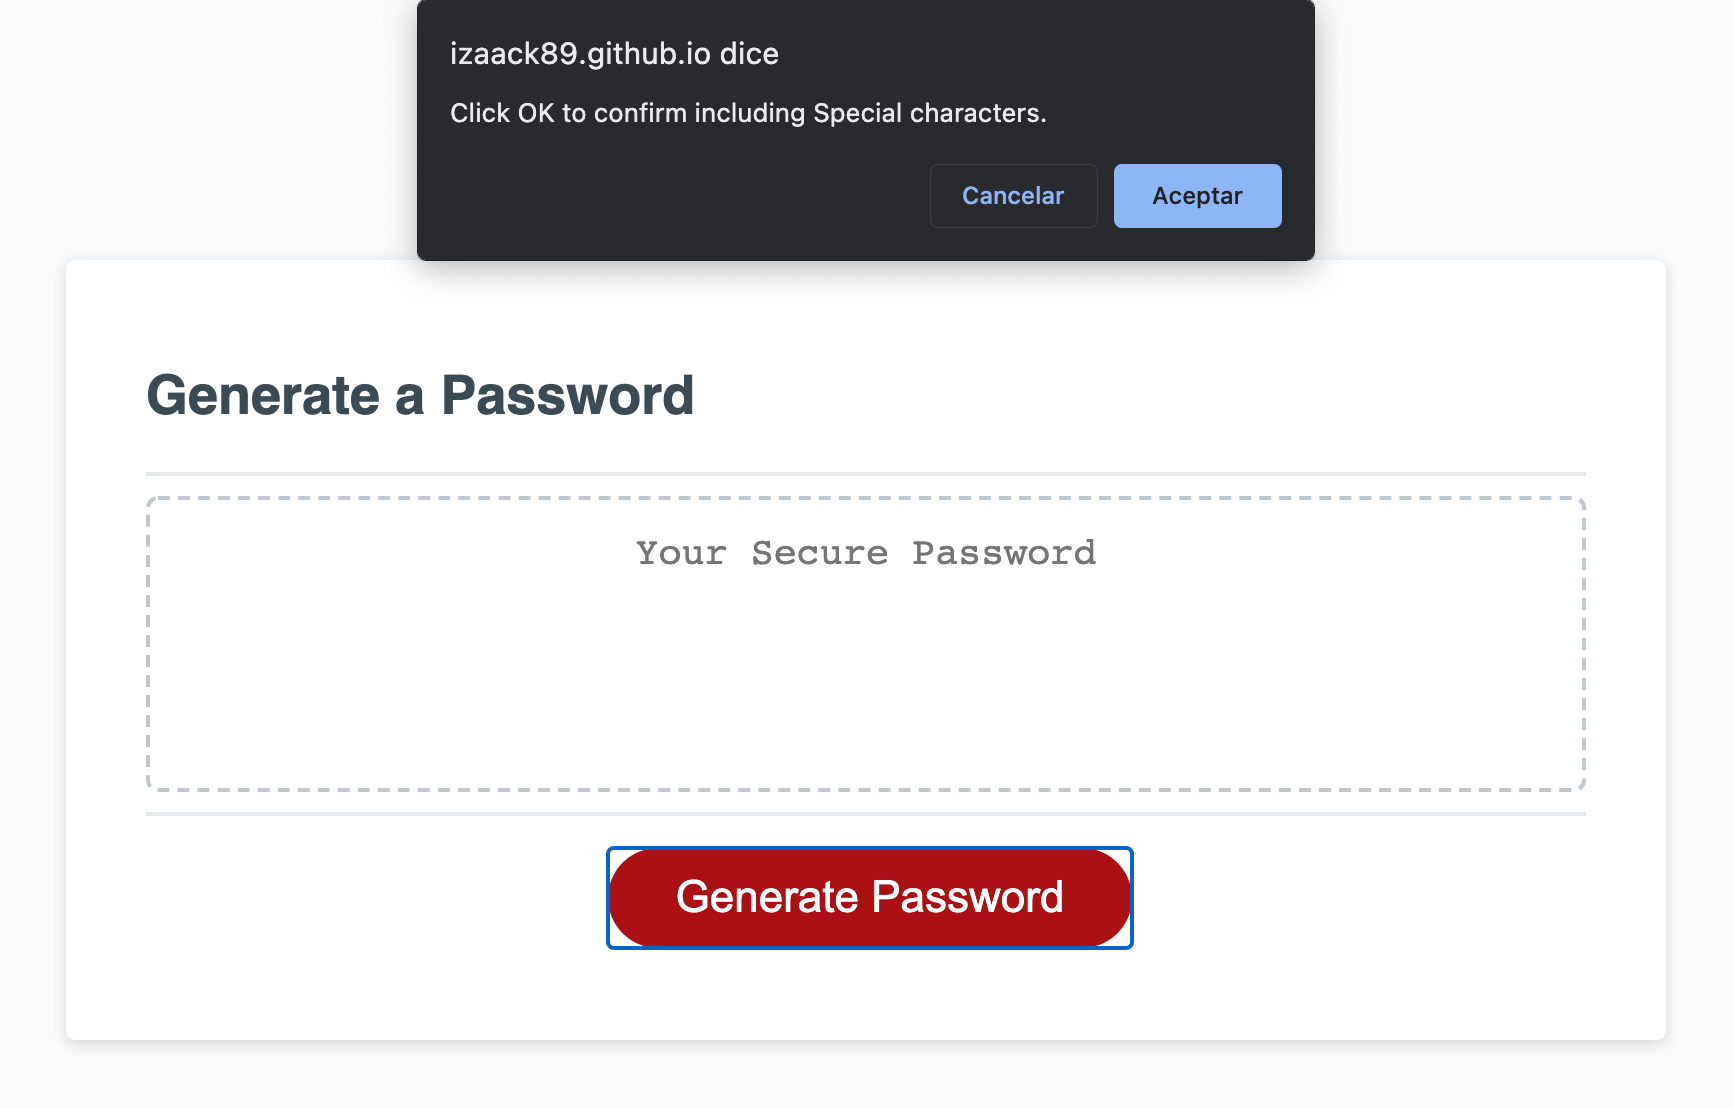 izaack89.github.io dice
Click OK to confirm including Special characters.
Cancelar
Aceptar
Generate a Password
Your Secure Password
Generate Password